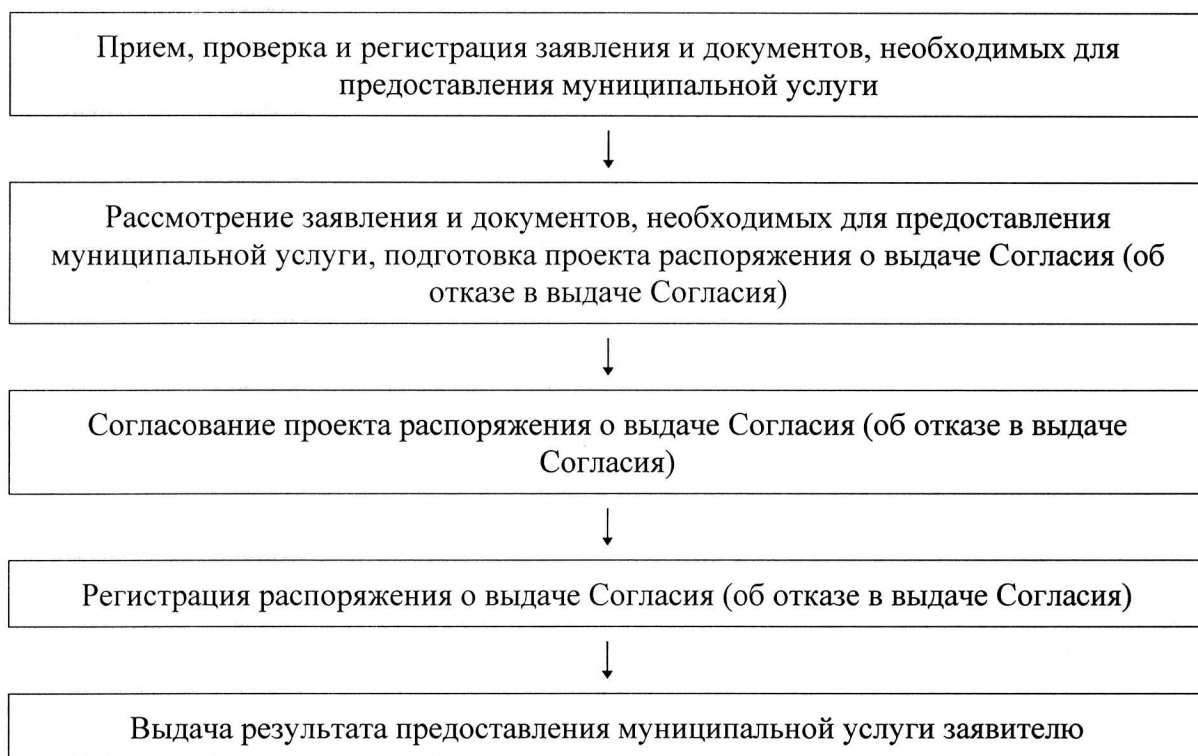 Прием, проверка и регистрация заявления и документов, необходимых для
предоставления муниципальной услуги
Рассмотрение заявления и документов, необходимых для предоставления
муниципальной услуги, подготовка проекта распоряжения о выдаче Согласия (об
отказе в выдаче Согласия)
Согласование проекта распоряжения о выдаче Согласия (об отказе в выдаче
Согласия)
Регистрация распоряжения о выдаче Согласия (об отказе в выдаче Согласия)
Выдача результата предоставления муниципальной услуги заявителю